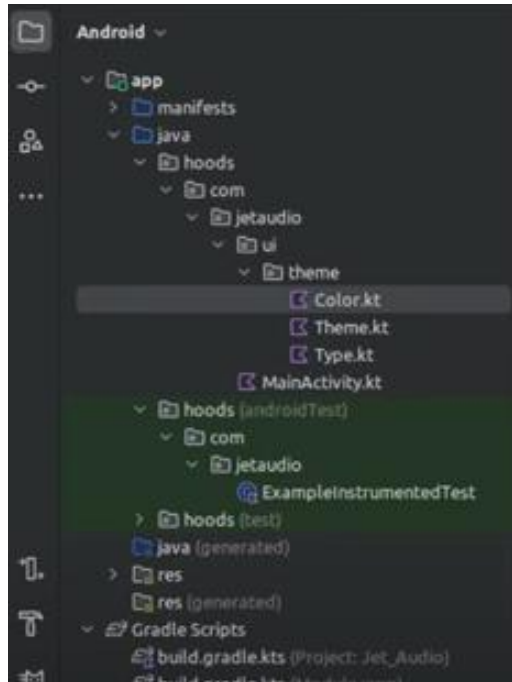 Android
app
manifests
java
hoods
com
jetaudio
ui
theme
Color.kt
Theme.kt
Type.kt
MainActivity.kt
hoods (androidTest)
com
jetaudio
ExampleInstrumentedTest
hoods (test)
java (generated)
res
res (generated)
Gradle Scripts
build.gradle.kts (Project: Jet_Audio)